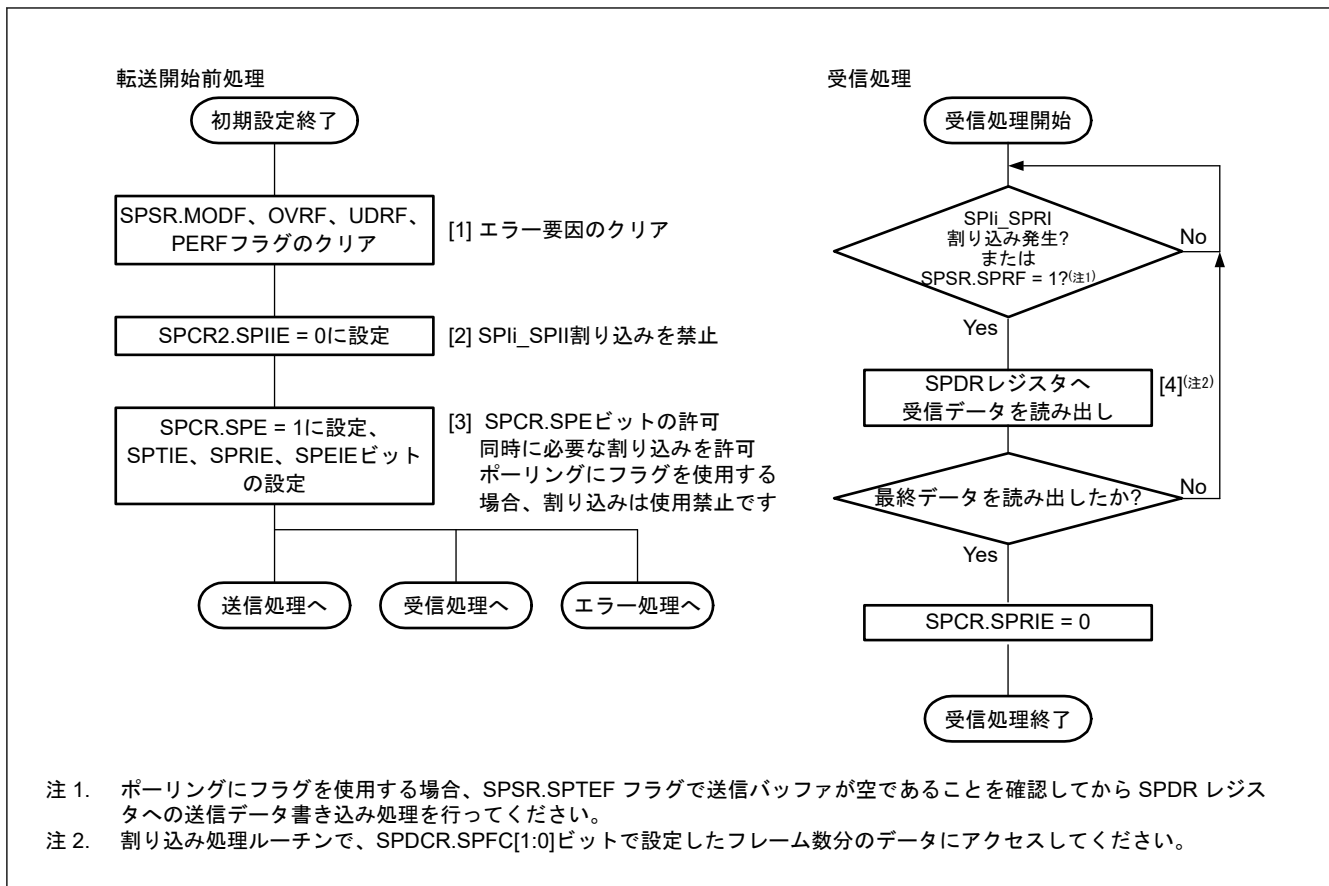 転送開始前処理
初期設定終了
SPSR.MODF、OVRF、UDRF、
PERFフラグのクリア
[1] エラー要因のクリア
SPCR2.SPIIE = 0に設定
[2] SPIi_SPII割り込みを禁止
SPCR.SPE = 1に設定、
SPTIE、SPRIE、SPEIEビット
の設定
[3] SPCR.SPEビットの許可
同時に必要な割り込みを許可
ポーリングにフラグを使用する
場合、割り込みは使用禁止です
送信処理へ
受信処理へ
エラー処理へ
受信処理
受信処理開始
SPIi_SPRI
割り込み発生?
または
SPSR.SPRF = 1?(注1)
No
Yes
SPDRレジスタへ
受信データを読み出し
[4](注2)
最終データを読み出したか?
No
Yes
SPCR.SPRIE = 0
受信処理終了
注 1. ポーリングにフラグを使用する場合、SPSR.SPTEF フラグで送信バッファが空であることを確認してから SPDR レジス
タへの送信データ書き込み処理を行ってください。
注 2. 割り込み処理ルーチンで、SPDCR.SPFC[1:0]ビットで設定したフレーム数分のデータにアクセスしてください。